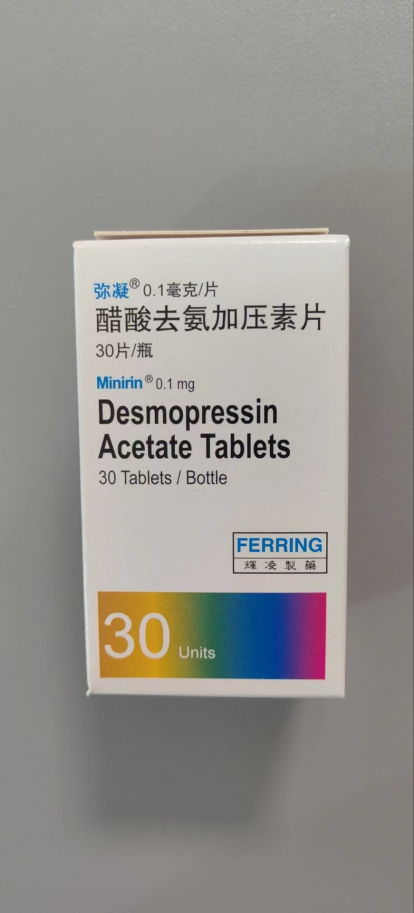 弥凝® 0.1毫克/片
醋酸去氨加压素片
30片/瓶
Minirin® 0.1 mg
Desmopressin
Acetate Tablets
30 Tablets / Bottle
FERRING
輝凌製藥
30 Units